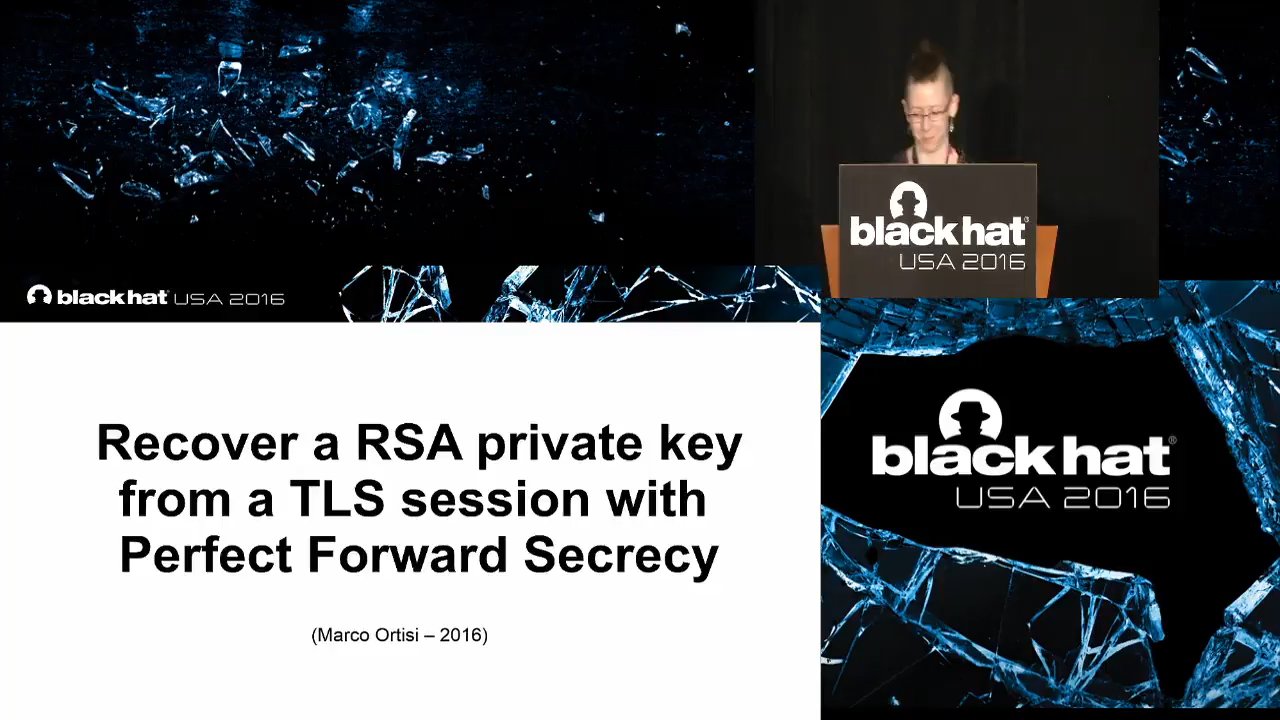 black hat®
USA 2016
black hat® USA 2016
Recover a RSA private key
from a TLS session with
Perfect Forward Secrecy
(Marco Ortisi – 2016)
black hat®
USA 2016